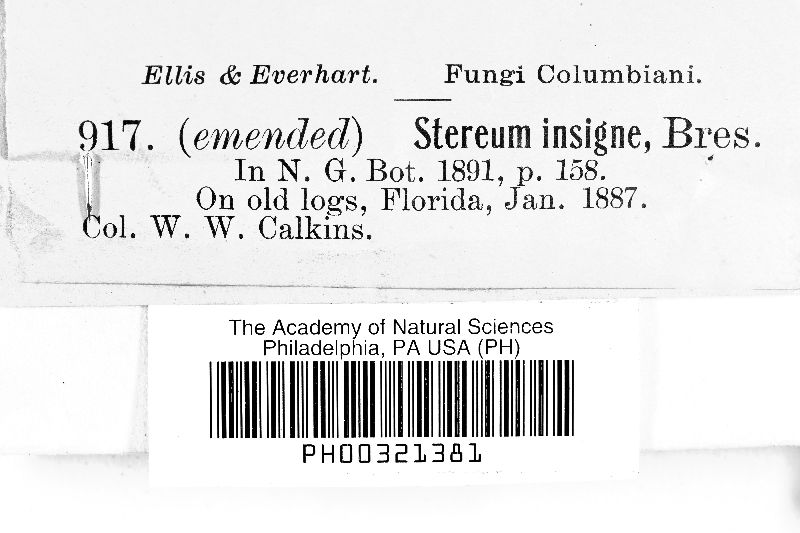 Ellis & Everhart. Fungi Columbiani.
917. (emended) Stereum insigne, Bres.
In N. G. Bot. 1891, p. 158.
On old logs, Florida, Jan. 1887.
Col. W. W. Calkins.
The Academy of Natural Sciences
Philadelphia, PA USA (PH)
PH00321381